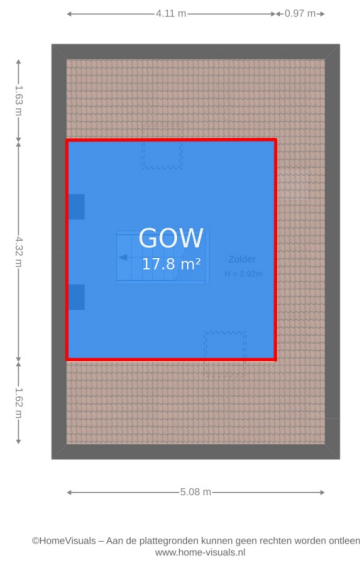 4.11 m
0.97 m
1.63 m
4.32 m
1.62 m
GOW
17.8 m²
Zolder
H = 2.92m
5.08 m
©HomeVisuals – Aan de plattegronden kunnen geen rechten worden ontleen
www.home-visuals.nl